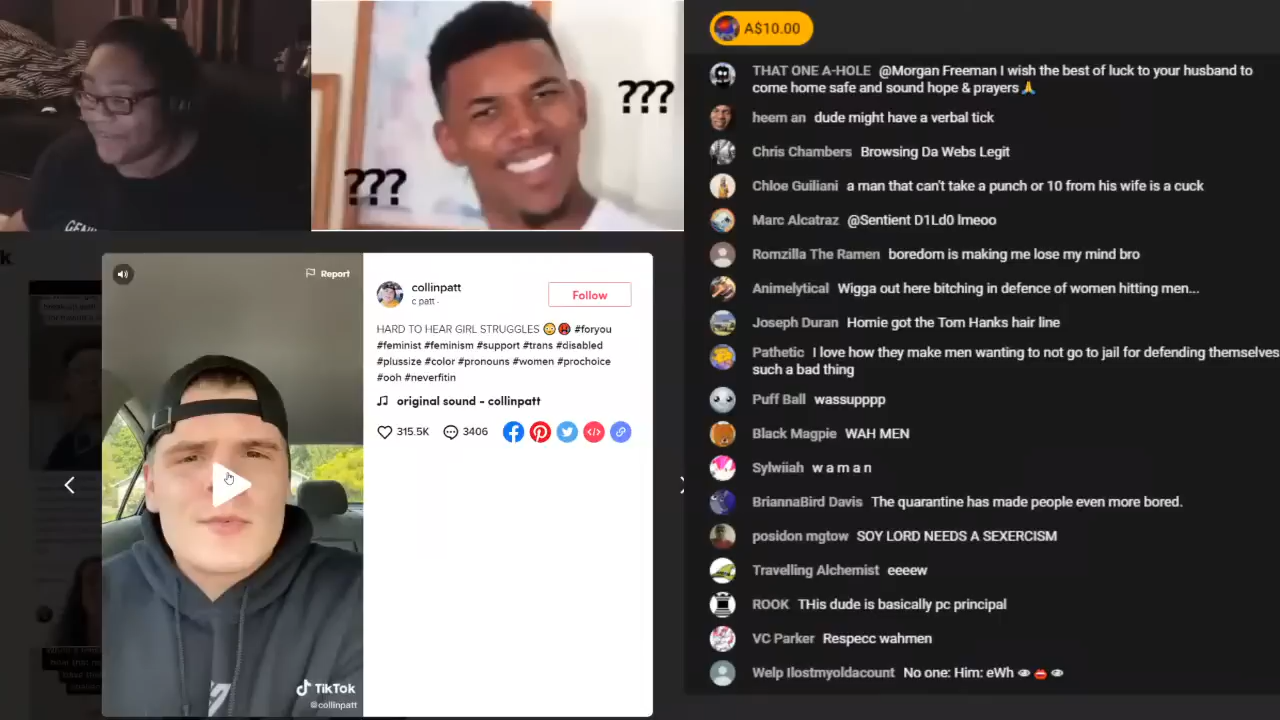 GENIU
???
???
k
Report
collinpatt
c patt ·
Follow
HARD TO HEAR GIRL STRUGGLES 😳😡 #foryou
#feminist #feminism #support #trans #disabled
#plussize #color #pronouns #women #prochoice
#ooh #neverfitin
original sound - collinpatt
315.5K
3406
TikTok
@collinpatt
A$10.00
THAT ONE A-HOLE @Morgan Freeman I wish the best of luck to your husband to
come home safe and sound hope & prayers🙏
heem an dude might have a verbal tick
Chris Chambers Browsing Da Webs Legit
Chloe Guiliani a man that can't take a punch or 10 from his wife is a cuck
Marc Alcatraz @Sentient D1Ld0 lmeoo
Romzilla The Ramen boredom is making me lose my mind bro
Animelytical Wigga out here bitching in defence of women hitting men...
Joseph Duran Homie got the Tom Hanks hair line
Pathetic I love how they make men wanting to not go to jail for defending themselves
such a bad thing
Puff Ball wassupppp
Black Magpie WAH MEN
Sylwiiah w a m a n
BriannaBird Davis The quarantine has made people even more bored.
posidon mgtow SOY LORD NEEDS A SEXERCISM
Travelling Alchemist eeeew
ROOK THis dude is basically pc principal
VC Parker Respecc wahmen
Welp Ilostmyoldacount No one: Him: eWh 👁👄👁